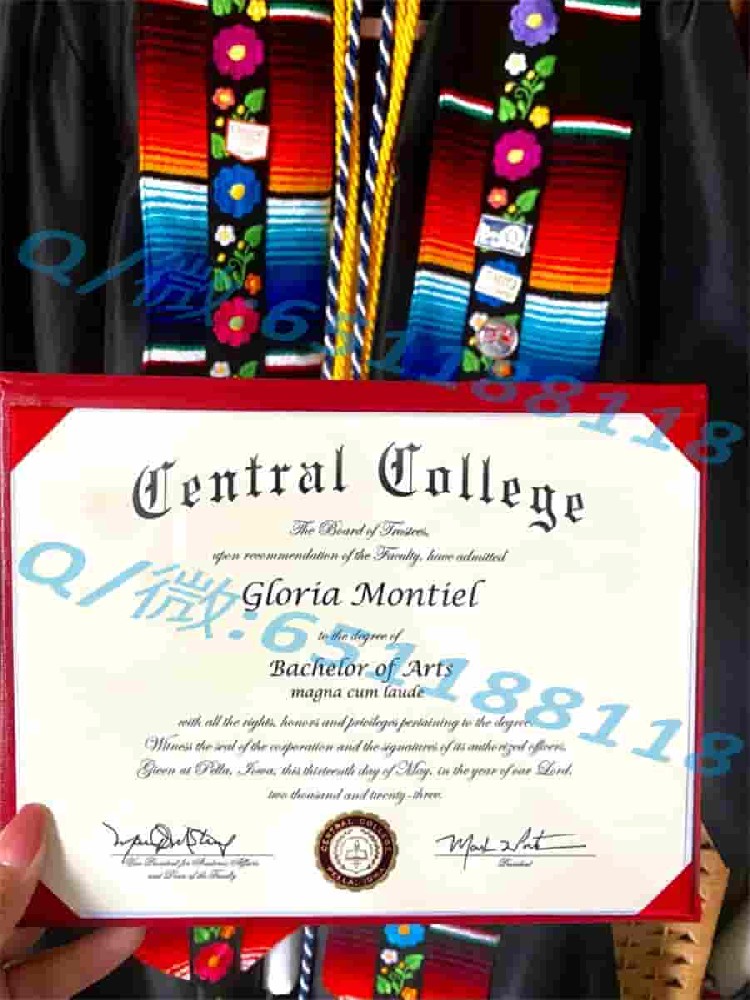 Q/微:651188118
Central College
The Board of Trustees,
upon recommendation of the Faculty, have admitted
Gloria Montiel
to the degree of
Bachelor of Arts
magna cum laude
with all the rights, honors and privileges pertaining to the degree.
Witness the seal of the corporation and the signatures of its authorized officers.
Given at Pella, Iowa, this thirteenth day of May, in the year of our Lord,
two thousand and twenty-three.
Q/微:651188118
Vice President for Academic Affairs
and Dean of the Faculty
CENTRAL COLLEGE
PELLA, IOWA
President